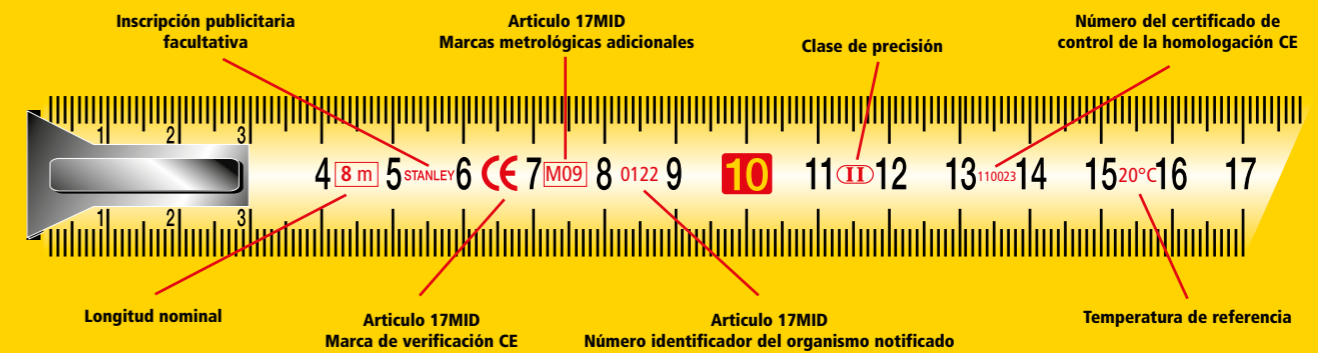 Inscripción publicitaria
facultativa
Articulo 17MID
Marcas metrológicas adicionales
Clase de precisión
Número del certificado de
control de la homologación CE
1 2 3
4 8 m 5 STANLEY 6 CE 7 M09 8 0122 9 10 11 II 12 13 110023 14 15 20°C 16 17
1 2 3
Longitud nominal
Articulo 17MID
Marca de verificación CE
Articulo 17MID
Número identificador del organismo notificado
Temperatura de referencia